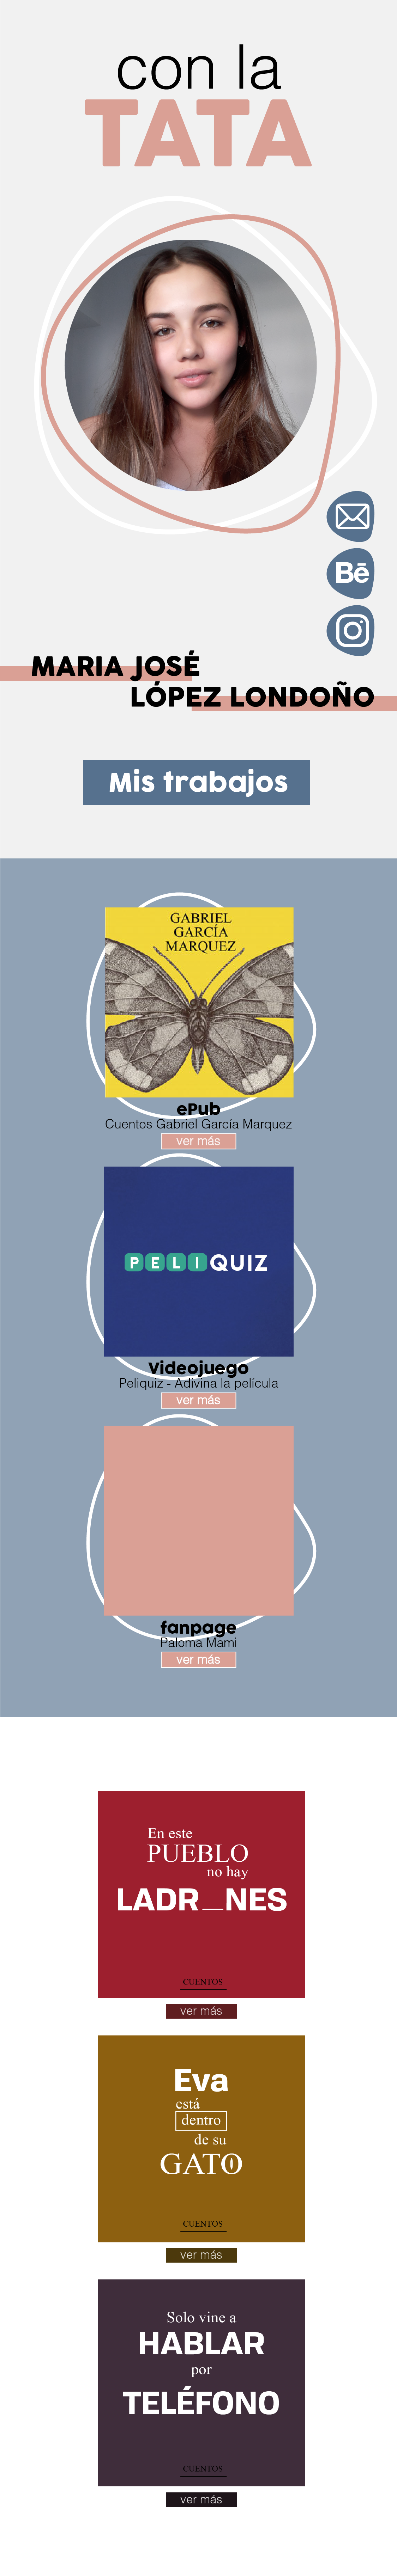 con la
TATA
Bē
MARIA JOSÉ
LÓPEZ LONDOÑO
Mis trabajos
GABRIEL
GARCÍA
MARQUEZ
ePub
Cuentos Gabriel García Marquez
ver más
PELIQUIZ
Videojuego
Peliquiz - Adivina la película
ver más
fanpage
Paloma Mami
ver más
En este
PUEBLO
no hay
LADR_NES
CUENTOS
ver más
Eva
está
dentro
de su
GATO
CUENTOS
ver más
Solo vine a
HABLAR
por
TELÉFONO
CUENTOS
ver más